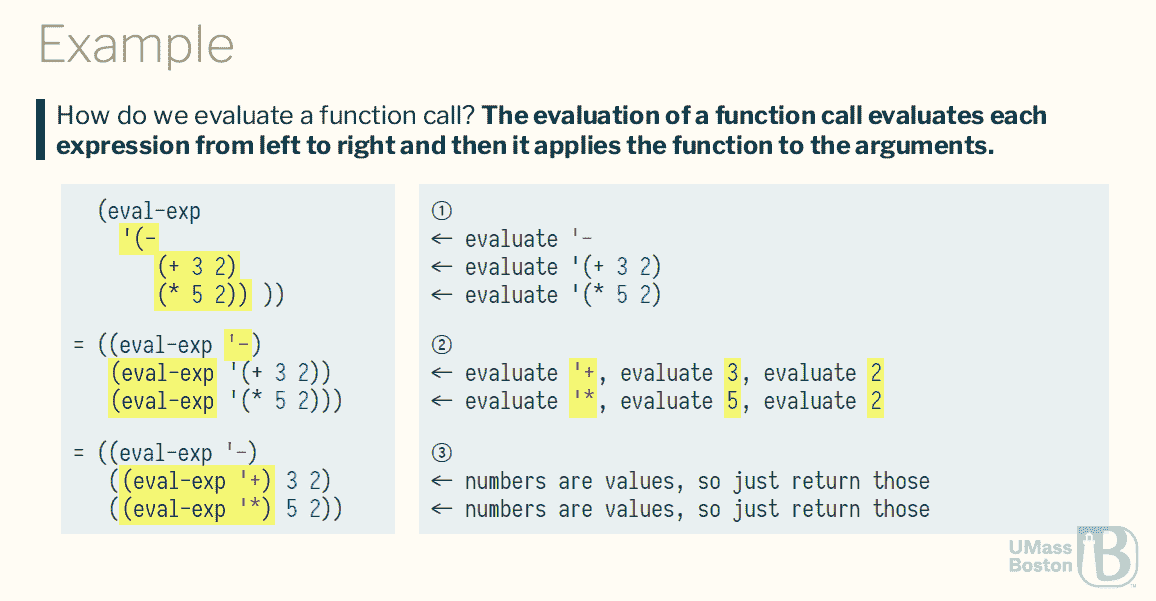 Example
How do we evaluate a function call? The evaluation of a function call evaluates each
expression from left to right and then it applies the function to the arguments.
(eval-exp
'(-
(+ 3 2)
(* 5 2)) ))
= ((eval-exp '-)
(eval-exp '(+ 3 2))
(eval-exp '(* 5 2)))
= ((eval-exp '-)
((eval-exp '+) 3 2)
((eval-exp '*) 5 2))
①
← evaluate '-
← evaluate '(+ 3 2)
← evaluate '(* 5 2)
②
← evaluate '+, evaluate 3, evaluate 2
← evaluate '*, evaluate 5, evaluate 2
③
← numbers are values, so just return those
← numbers are values, so just return those
UMass
Boston
B